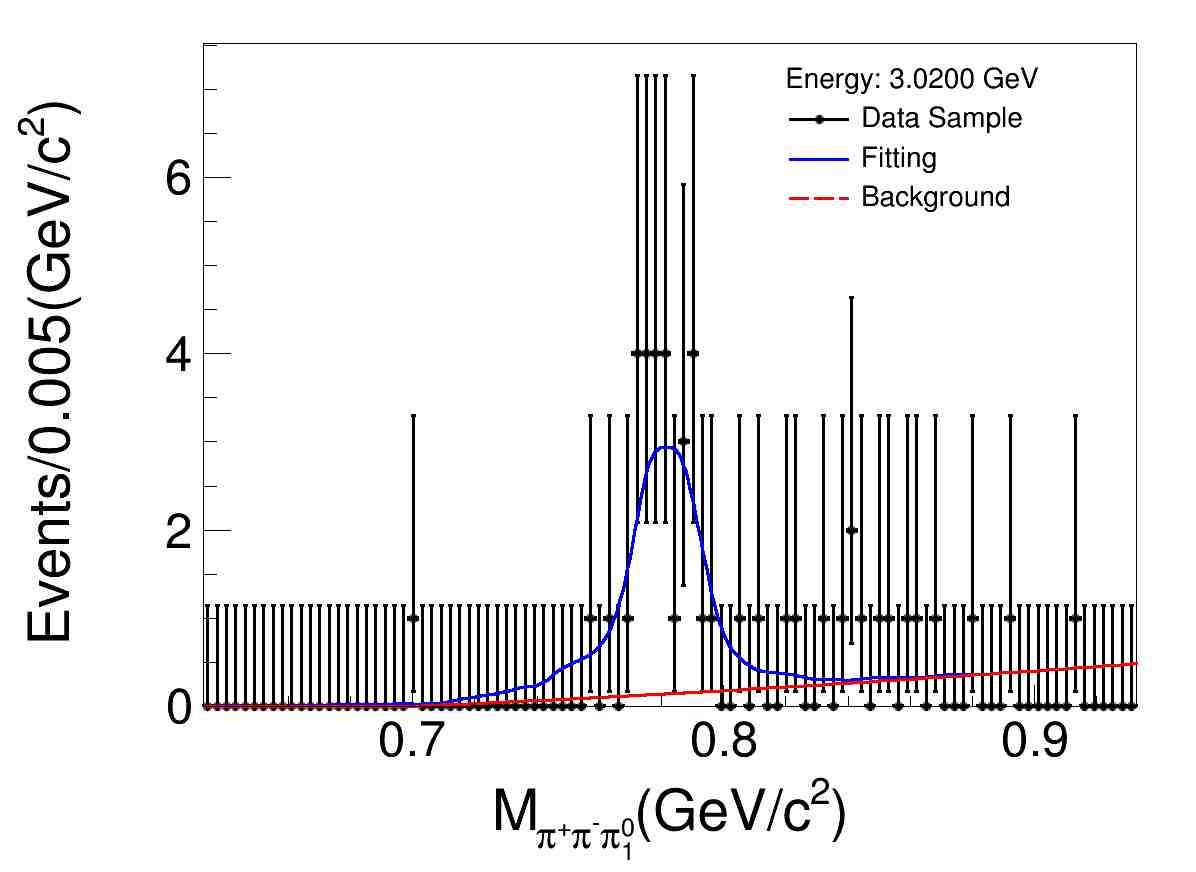 Energy: 3.0200 GeV
Data Sample
Fitting
Background
Events/0.005(GeV/c²)
6
4
2
0
0.7 0.8 0.9
M_{π⁺π⁻π⁰₁}(GeV/c²)